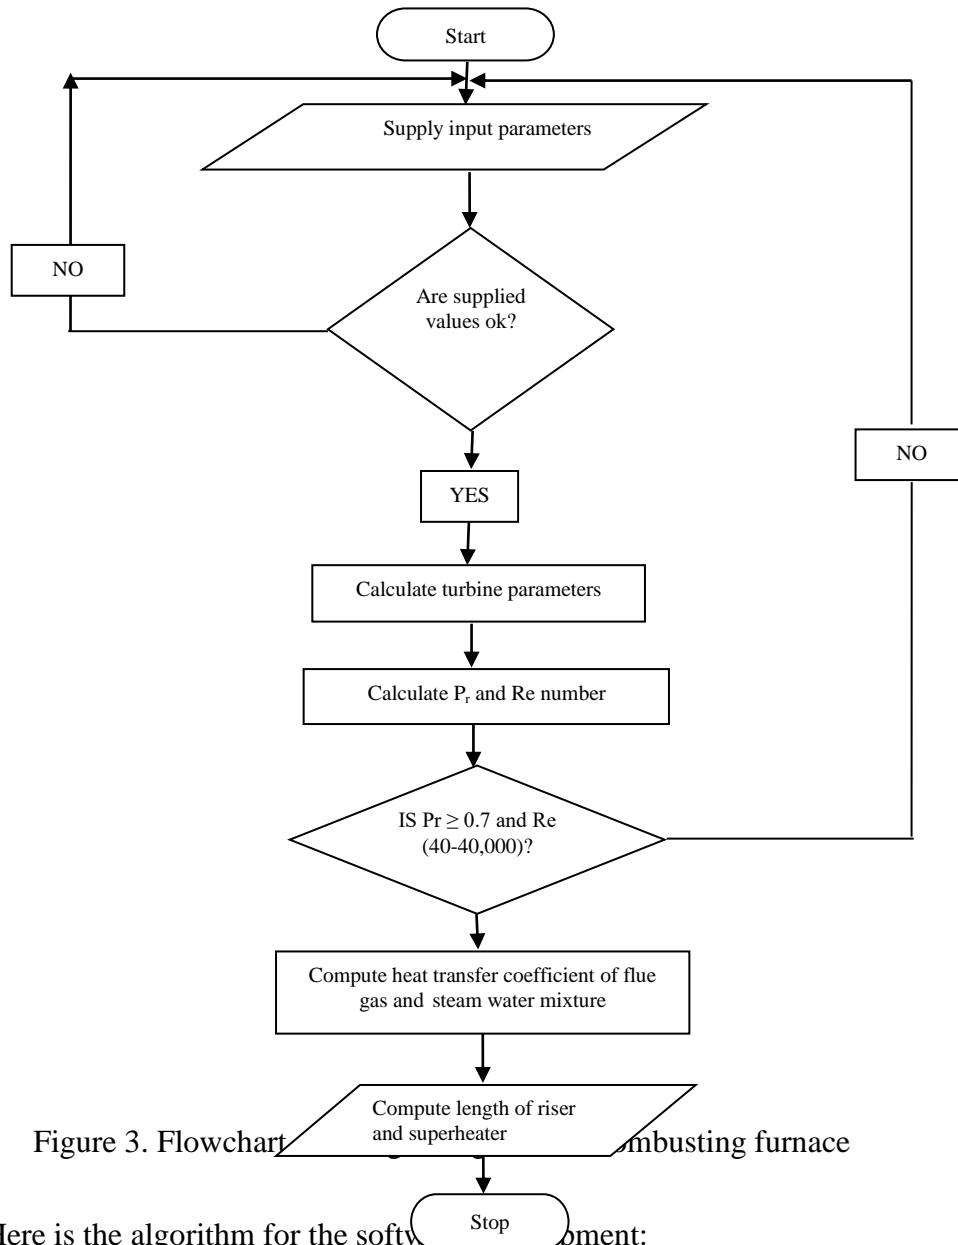 Start
Supply input parameters
NO
Are supplied
values ok?
NO
YES
Calculate turbine parameters
Calculate Pr and Re number
IS Pr ≥ 0.7 and Re
(40-40,000)?
Compute heat transfer coefficient of flue
gas and steam water mixture
Compute length of riser
and superheater
Figure 3. Flowchart mbusting furnace
Stop
Here is the algorithm for the softw pment: